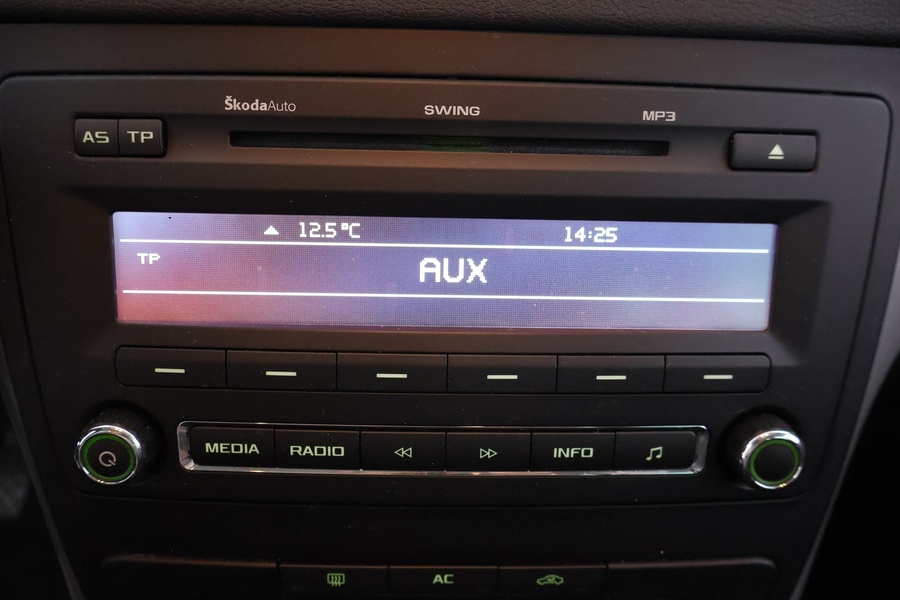 ŠkodaAuto SWING MP3
AS TP
12.5°C 14:25
TP
AUX
MEDIA RADIO INFO
AC